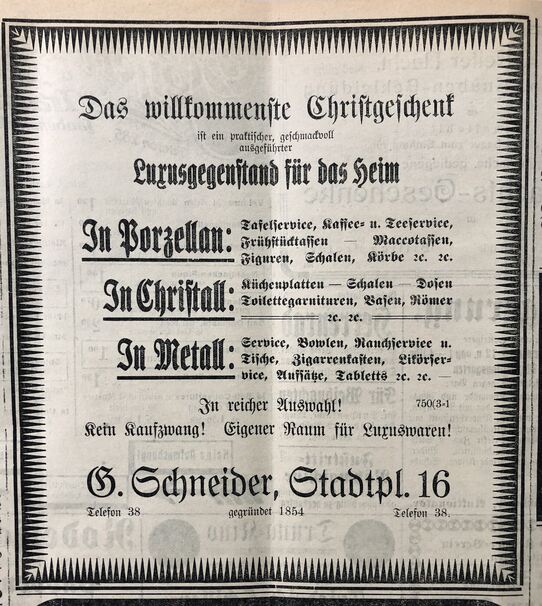 Das willkommenste Christgeschenk
ist ein praktischer, geschmackvoll
ausgeführter
Luxusgegenstand für das Heim
In Porzellan:
Tafelservice, Kaffee- u. Teeservice,
Frühstücktassen — Maccotassen,
Figuren, Schalen, Körbe ꝛc. ꝛc.
In Christall:
Küchenplatten — Schalen — Dosen
Toilettegarnituren, Vasen, Römer
ꝛc. ꝛc.
In Metall:
Service, Bowlen, Rauchservice u.
Tische, Zigarrenkasten, Likörser-
vice, Aufsätze, Tabletts ꝛc. ꝛc.
In reicher Auswahl! 750(3-1
Kein Kaufzwang! Eigener Raum für Luxuswaren!
G. Schneider, Stadtpl. 16
Telefon 38 gegründet 1854 Telefon 38.